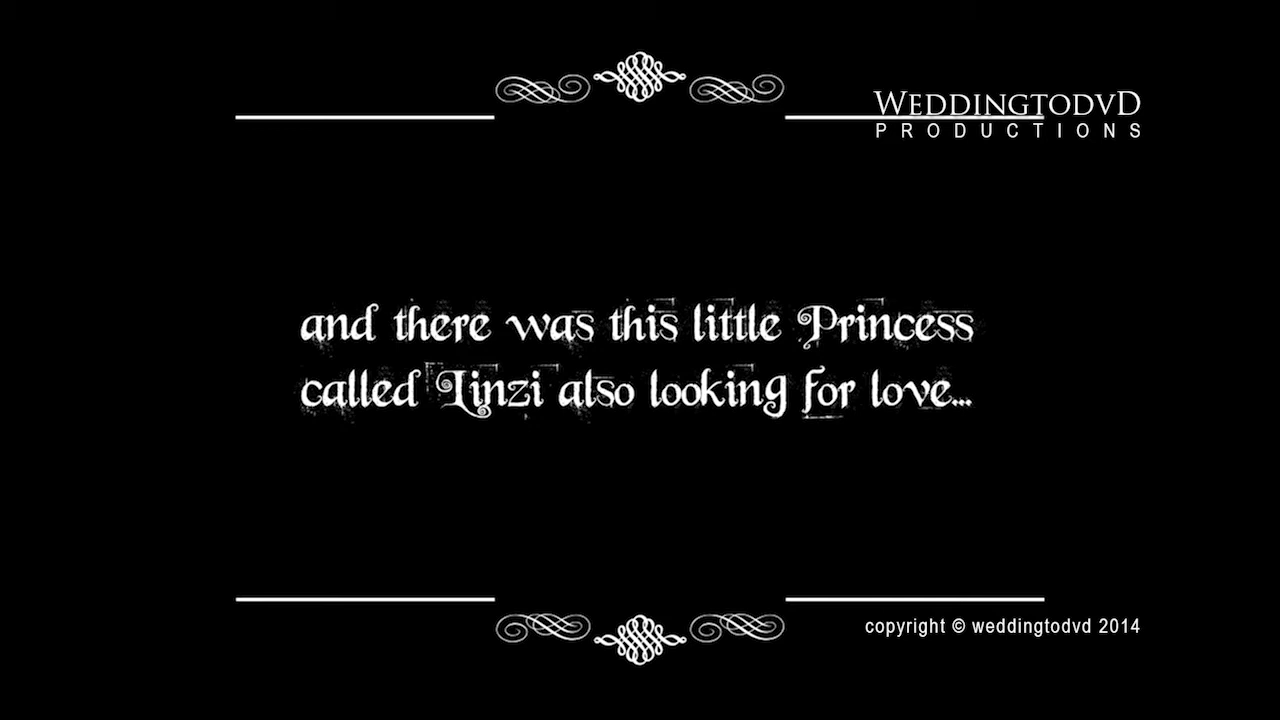 WEDDINGTODVD
PRODUCTIONS
and there was this little Princess
called Linzi also looking for love...
copyright © weddingtodvd 2014